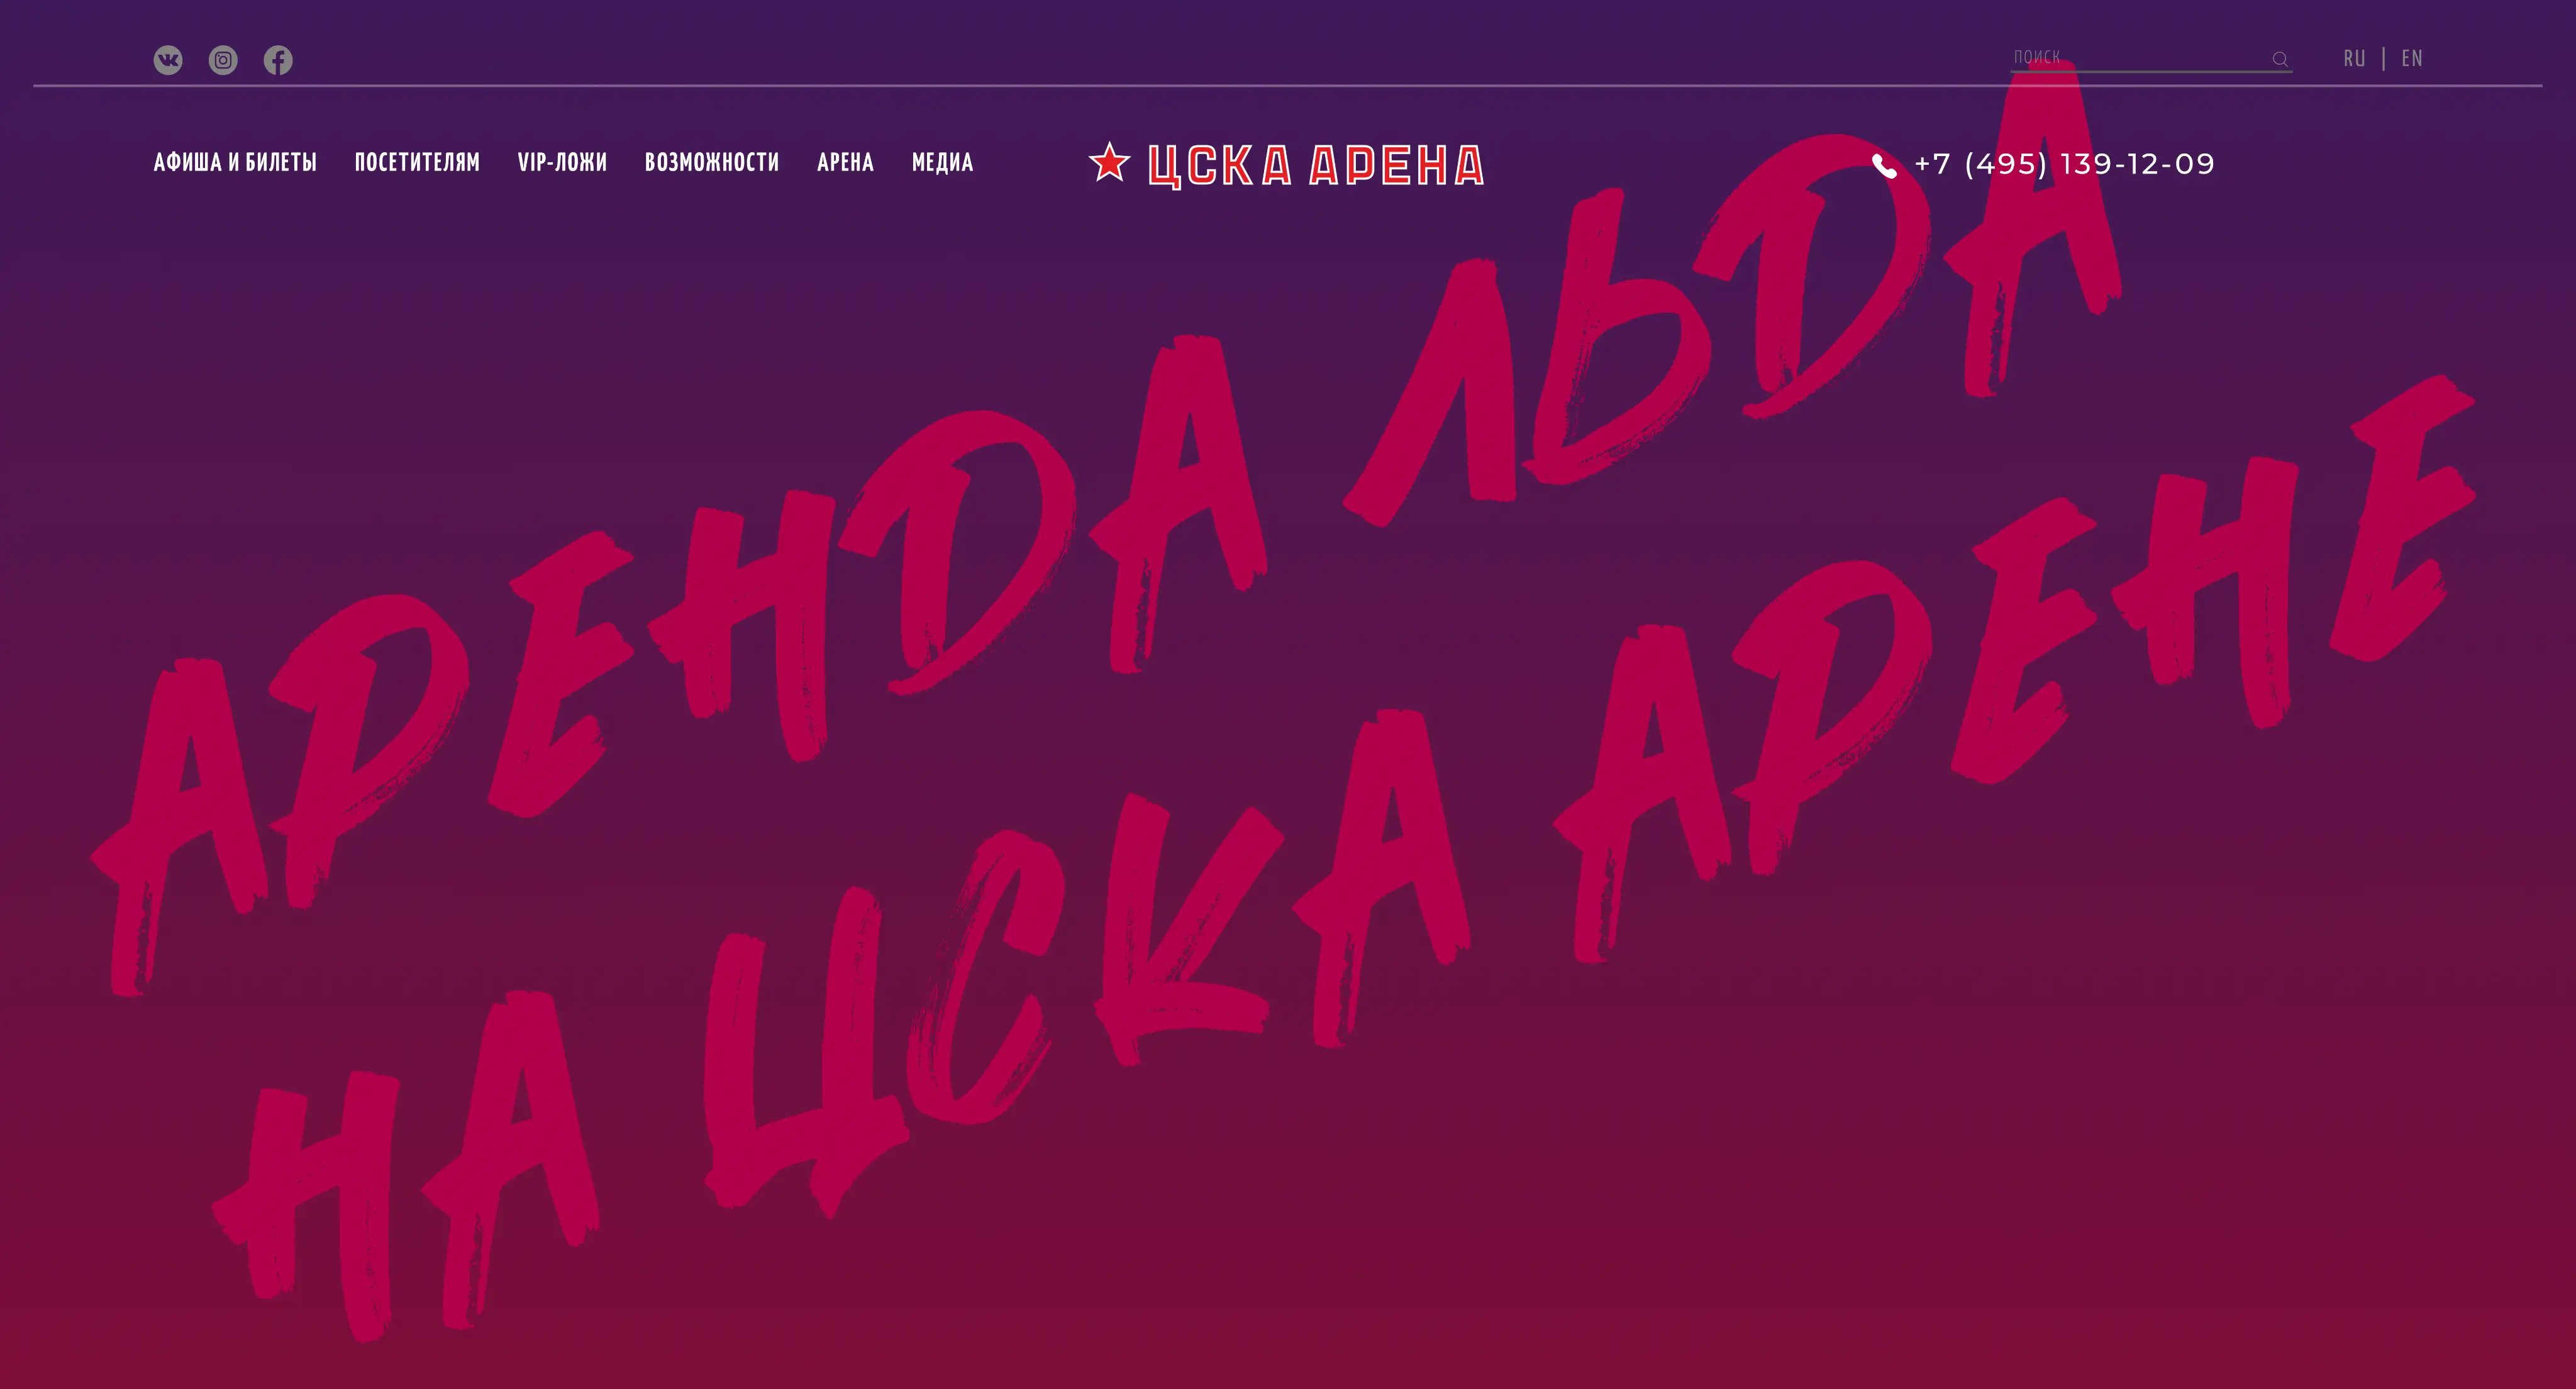 ПОИСК
RU | EN
АФИША И БИЛЕТЫ ПОСЕТИТЕЛЯМ VIP-ЛОЖИ ВОЗМОЖНОСТИ АРЕНА МЕДИА
ЦСКА АРЕНА
+7 (495) 139-12-09
АРЕНДА ЛЬДА
НА ЦСКА АРЕНЕ